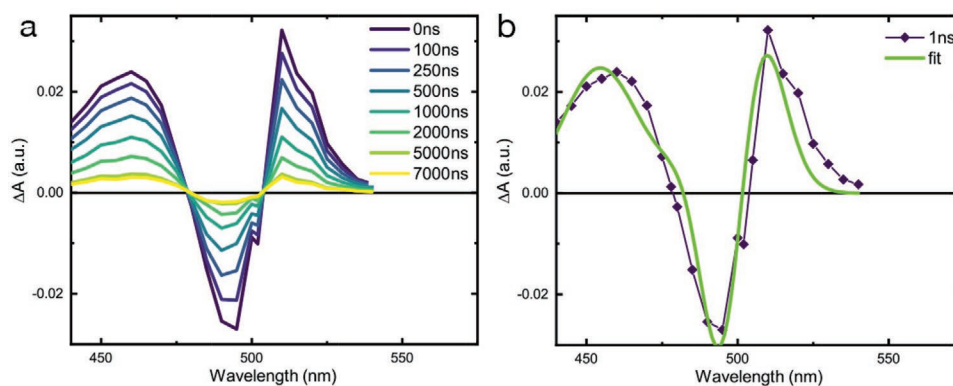 a
0ns
100ns
250ns
500ns
1000ns
2000ns
5000ns
7000ns
0.02
0.00
-0.02
ΔA (a.u.)
450
500
550
Wavelength (nm)
b
1ns
fit
0.02
0.00
-0.02
ΔA (a.u.)
450
500
550
Wavelength (nm)